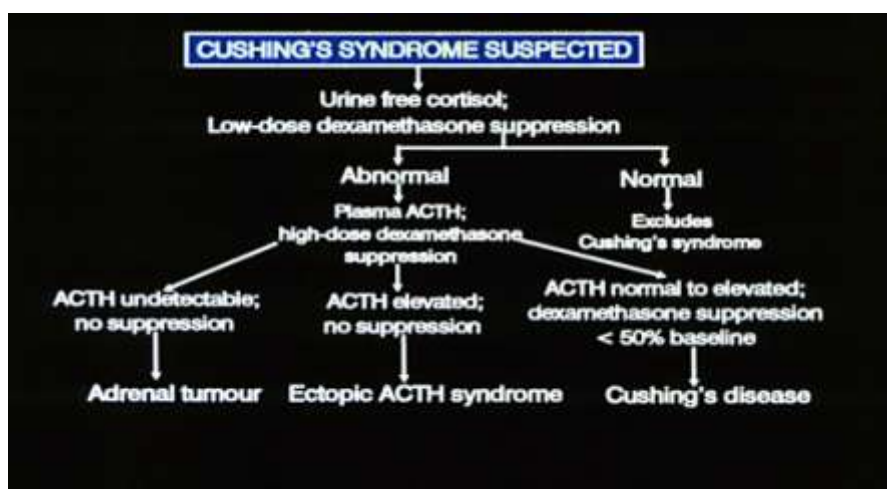 CUSHING'S SYNDROME SUSPECTED
Urine free cortisol;
Low-dose dexamethasone suppression
Abnormal
Normal
Plasma ACTH;
high-dose dexamethasone
suppression
Excludes
Cushing's syndrome
ACTH undetectable;
no suppression
ACTH elevated;
no suppression
ACTH normal to elevated;
dexamethasone suppression
< 50% baseline
Adrenal tumour
Ectopic ACTH syndrome
Cushing's disease